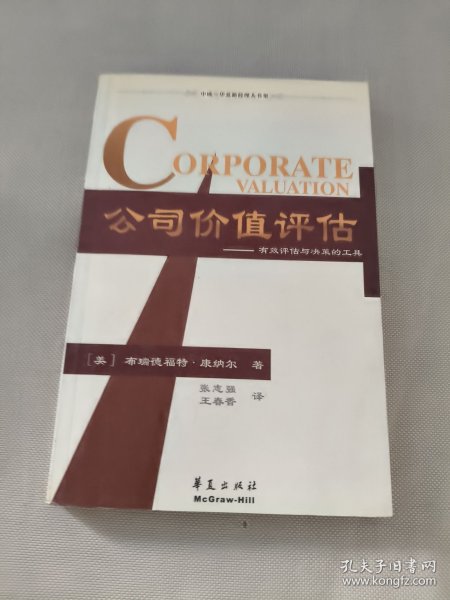 中瑞-华夏新经理人书架
CORPORATE
VALUATION
公司价值评估
——有效评估与决策的工具
[美] 布瑞德福特·康纳尔 著
张志强
王春香 译
华夏出版社
McGraw-Hill
孔夫子旧书网
www.kongfz.com